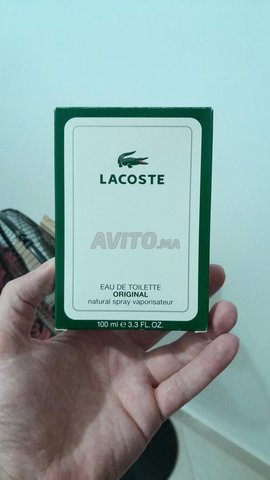 LACOSTE
AVITO.ma
EAU DE TOILETTE
ORIGINAL
natural spray vaporisateur
100 ml e 3.3 FL. OZ.